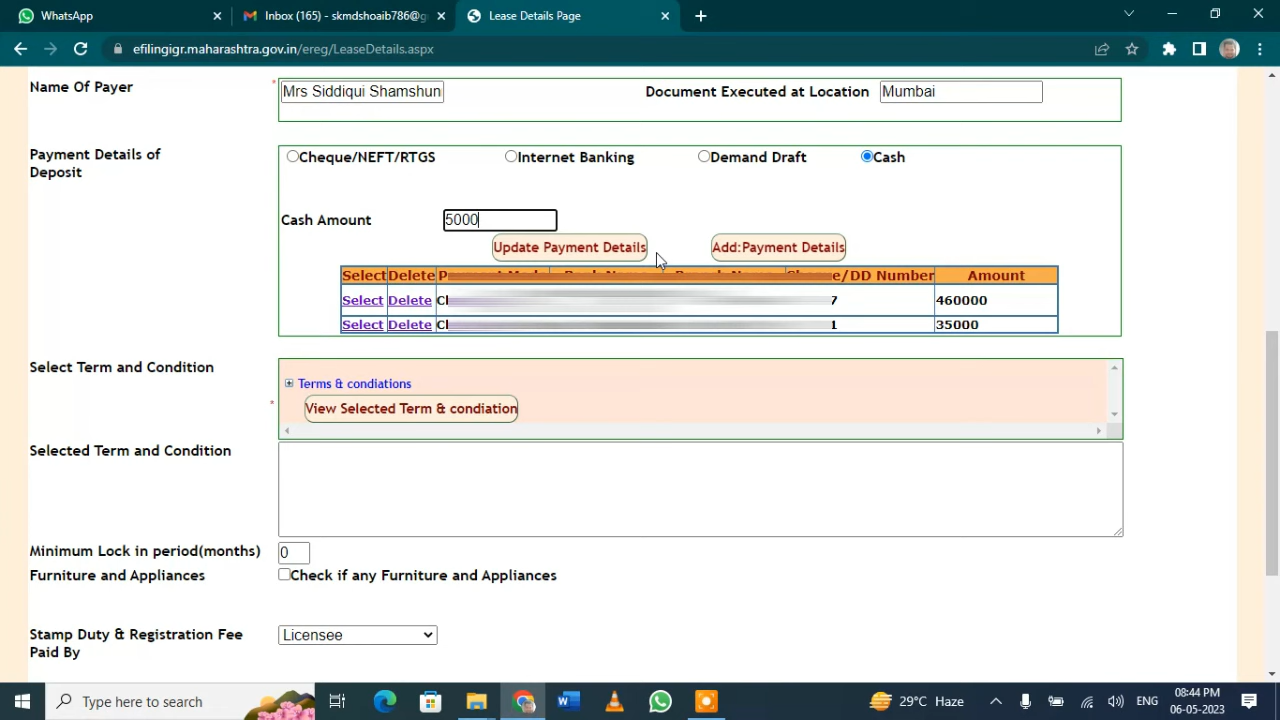 WhatsApp
Inbox (165) - skmdshoaib786@g
Lease Details Page
efilingigr.maharashtra.gov.in/ereg/LeaseDetails.aspx
Name Of Payer
* Mrs Siddiqui Shamshun
Document Executed at Location
Mumbai
Payment Details of
Deposit
Cheque/NEFT/RTGS
Internet Banking
Demand Draft
Cash
Cash Amount
5000
Update Payment Details
Add:Payment Details
Select Delete e/DD Number Amount
Select Delete 7 460000
Select Delete 1 35000
Select Term and Condition
Terms & condiations
* View Selected Term & condiation
Selected Term and Condition
Minimum Lock in period(months)
0
Furniture and Appliances
Check if any Furniture and Appliances
Stamp Duty & Registration Fee
Paid By
Licensee
Type here to search
29°C Haze
ENG
08:44 PM
06-05-2023